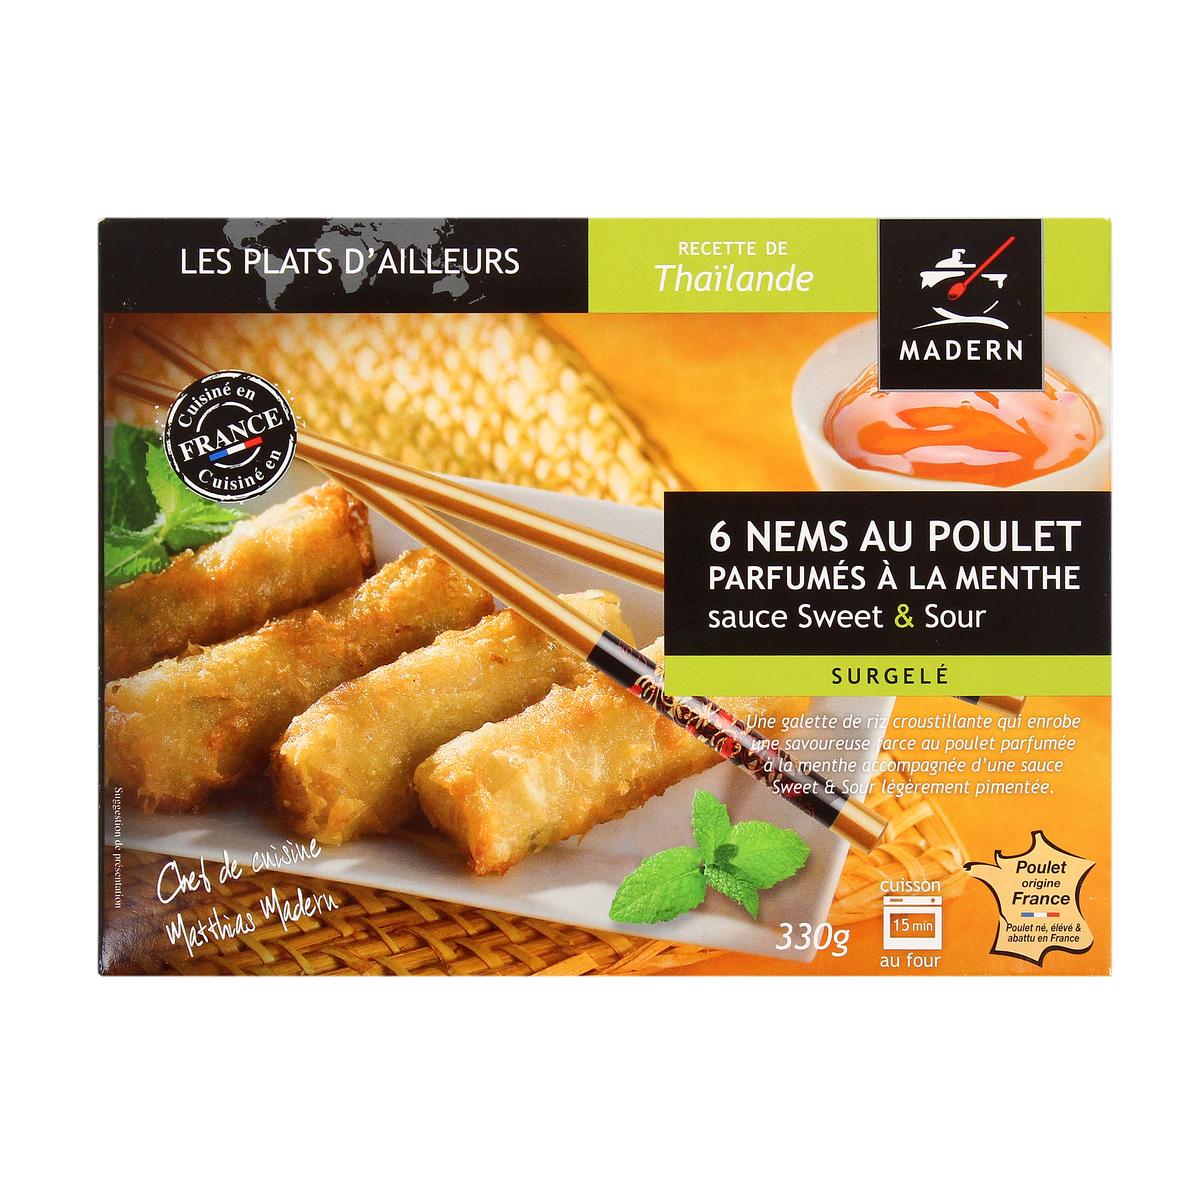 LES PLATS D'AILLEURS
RECETTE DE
Thaïlande
MADERN
Cuisiné en
FRANCE
Cuisiné en
6 NEMS AU POULET
PARFUMÉS À LA MENTHE
sauce Sweet & Sour
SURGELÉ
Une galette de riz croustillante qui enrobe
une savoureuse farce au poulet parfumée
à la menthe accompagnée d'une sauce
Sweet & Sour légèrement pimentée.
Suggestion de présentation
Chef de cuisine
Matthias Madern
330g
cuisson
15 min
au four
Poulet
origine
France
Poulet né, élévé &
abattu en France